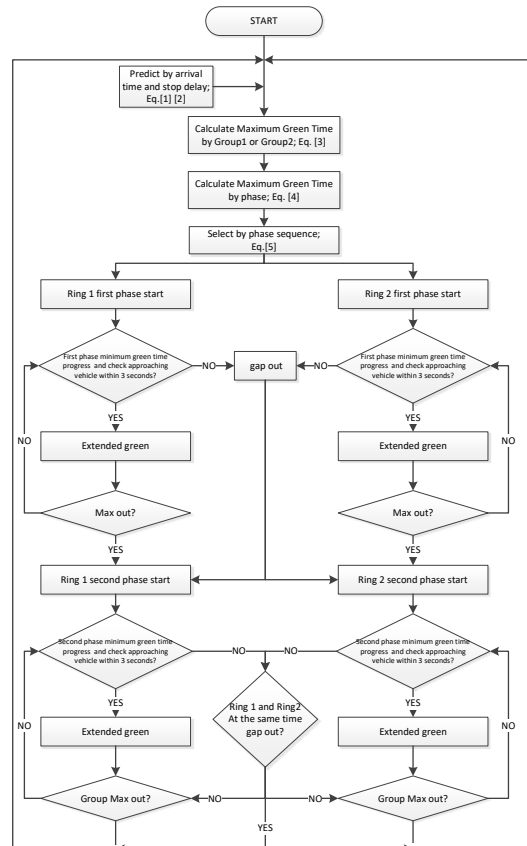 START
Predict by arrival
time and stop delay;
Eq.[1] [2]
Calculate Maximum Green Time
by Group1 or Group2; Eq. [3]
Calculate Maximum Green Time
by phase; Eq. [4]
Select by phase sequence;
Eq.[5]
Ring 1 first phase start
Ring 2 first phase start
First phase minimum green time
progress and check approaching
vehicle within 3 seconds?
NO
gap out
NO
First phase minimum green time
progress and check approaching
vehicle within 3 seconds?
YES
YES
NO
Extended green
Extended green
NO
Max out?
Max out?
YES
YES
Ring 1 second phase start
Ring 2 second phase start
Second phase minimum green time
progress and check approaching
vehicle within 3 seconds?
NO
NO
Second phase minimum green time
progress and check approaching
vehicle within 3 seconds?
YES
YES
Ring 1 and Ring2
At the same time
gap out?
NO
Extended green
Extended green
NO
Group Max out?
NO
NO
Group Max out?
YES